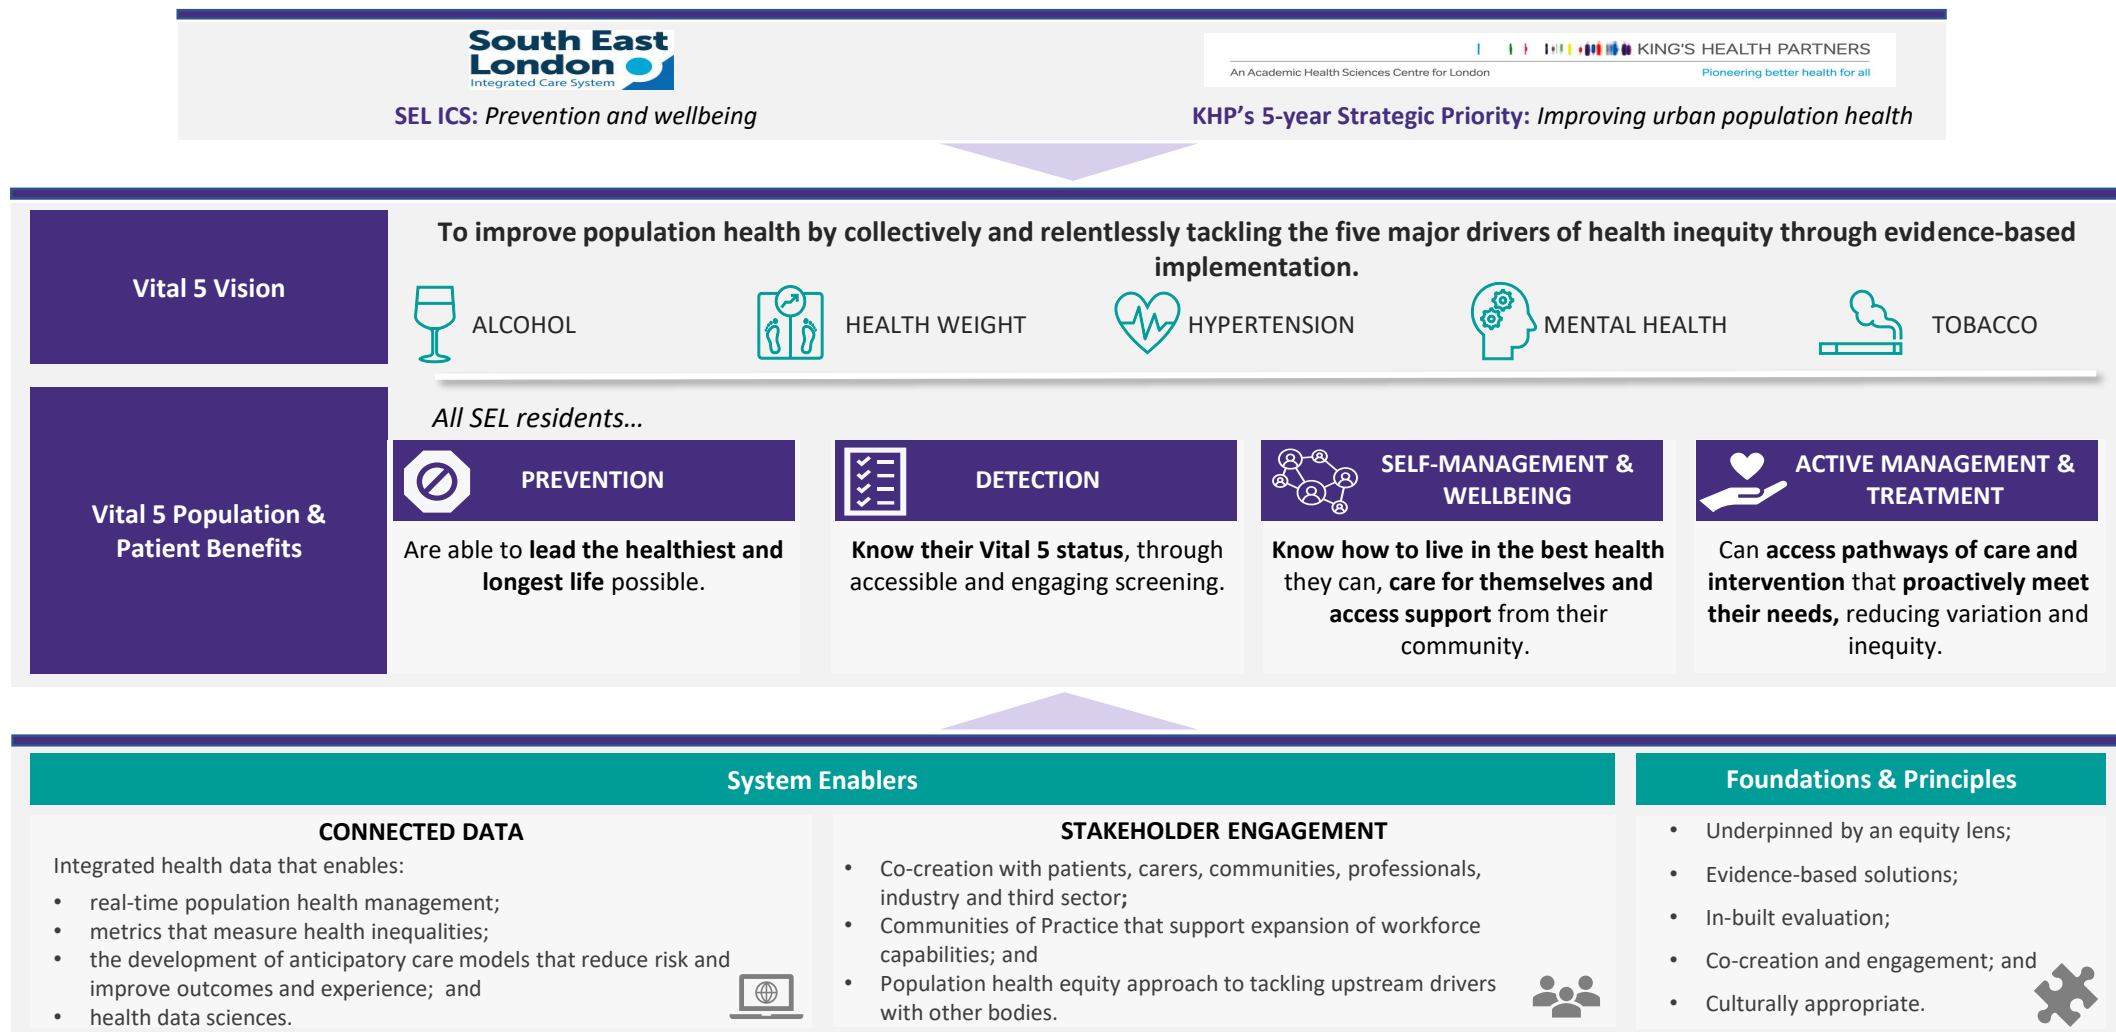 South East
London
Integrated Care System
KING'S HEALTH PARTNERS
An Academic Health Sciences Centre for London
Pioneering better health for all
SEL ICS: Prevention and wellbeing
KHP's 5-year Strategic Priority: Improving urban population health
Vital 5 Vision
To improve population health by collectively and relentlessly tackling the five major drivers of health inequity through evidence-based
implementation.
ALCOHOL
HEALTH WEIGHT
HYPERTENSION
MENTAL HEALTH
TOBACCO
Vital 5 Population &
Patient Benefits
All SEL residents…
PREVENTION
Are able to lead the healthiest and
longest life possible.
DETECTION
Know their Vital 5 status, through
accessible and engaging screening.
SELF-MANAGEMENT &
WELLBEING
Know how to live in the best health
they can, care for themselves and
access support from their
community.
ACTIVE MANAGEMENT &
TREATMENT
Can access pathways of care and
intervention that proactively meet
their needs, reducing variation and
inequity.
System Enablers
CONNECTED DATA
Integrated health data that enables:
• real-time population health management;
• metrics that measure health inequalities;
• the development of anticipatory care models that reduce risk and
improve outcomes and experience; and
• health data sciences.
STAKEHOLDER ENGAGEMENT
• Co-creation with patients, carers, communities, professionals,
industry and third sector;
• Communities of Practice that support expansion of workforce
capabilities; and
• Population health equity approach to tackling upstream drivers
with other bodies.
Foundations & Principles
• Underpinned by an equity lens;
• Evidence-based solutions;
• In-built evaluation;
• Co-creation and engagement; and
• Culturally appropriate.